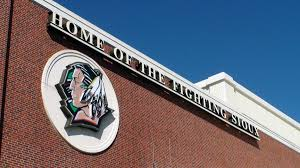 HOME OF THE FIGHTING SIOUX